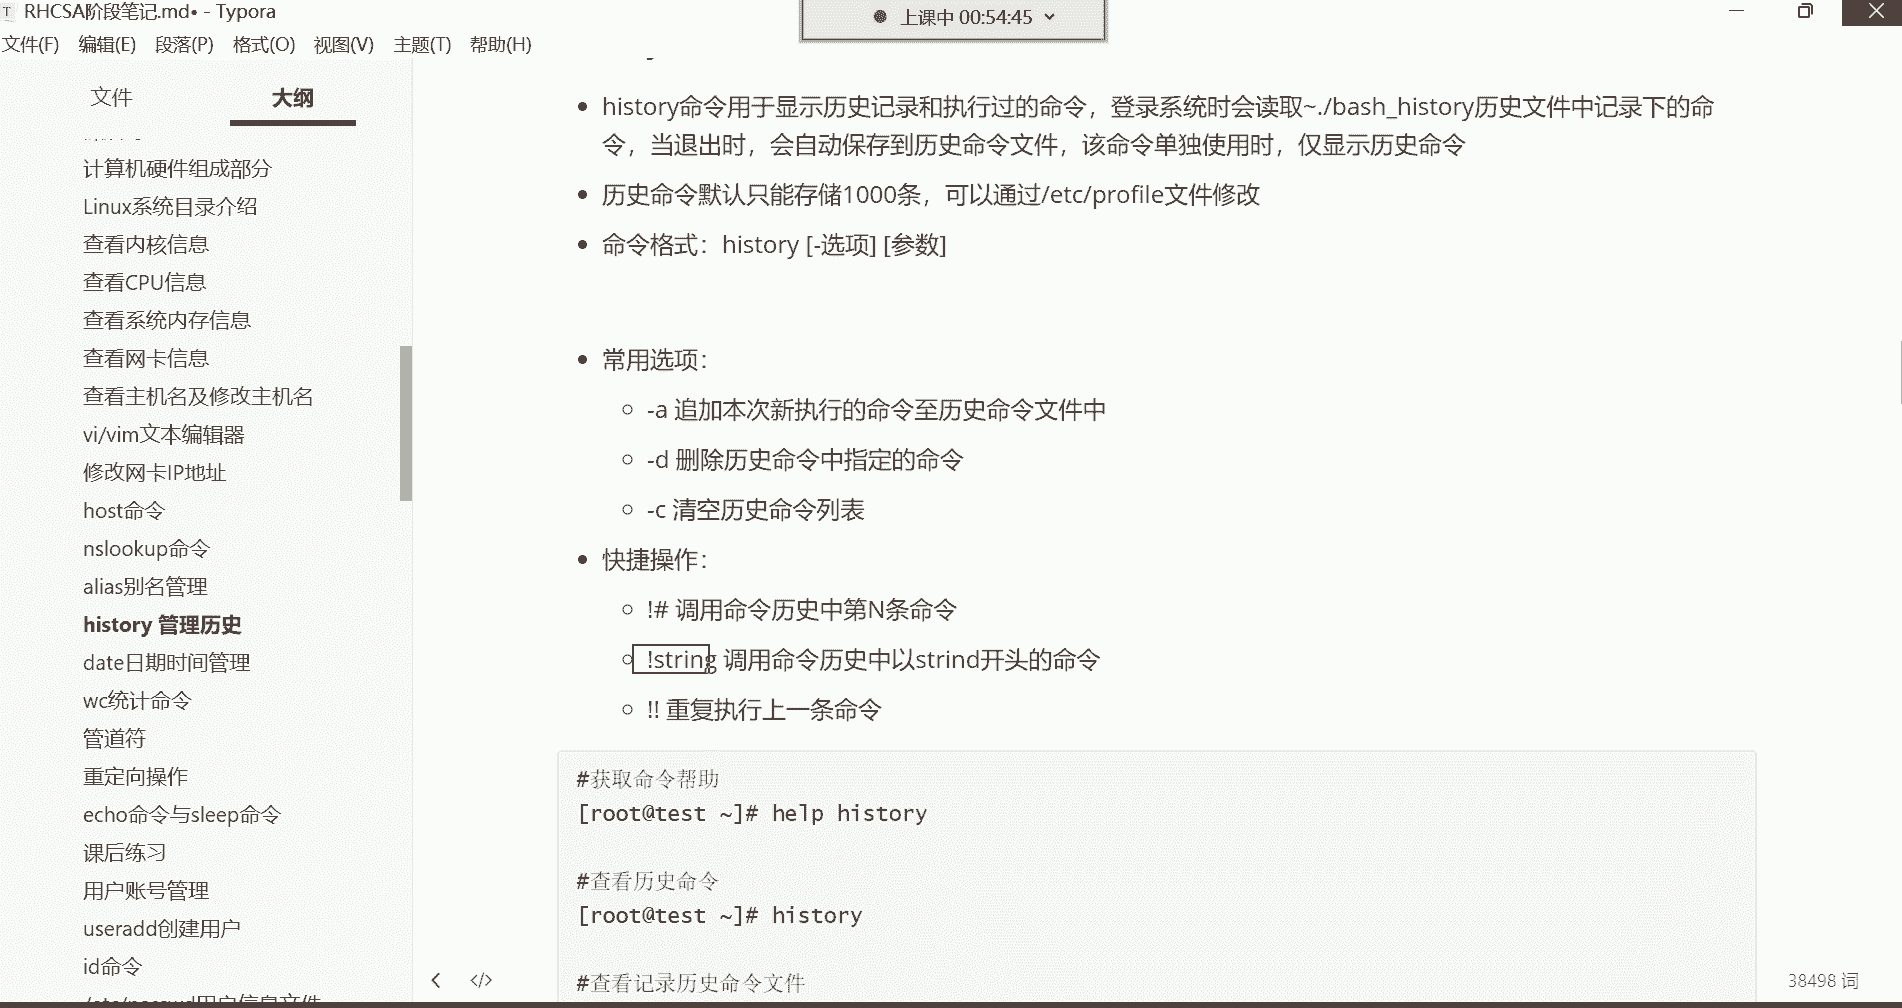 RHCSA阶段笔记.md• - Typora
上课中 00:54:45
文件(F) 编辑(E) 段落(P) 格式(O) 视图(V) 主题(T) 帮助(H)
文件 大纲
计算机硬件组成部分
Linux系统目录介绍
查看内核信息
查看CPU信息
查看系统内存信息
查看网卡信息
查看主机名及修改主机名
vi/vim文本编辑器
修改网卡IP地址
host命令
nslookup命令
alias别名管理
history 管理历史
date日期时间管理
wc统计命令
管道符
重定向操作
echo命令与sleep命令
课后练习
用户账号管理
useradd创建用户
id命令
/etc/passwd用户信息文件
history命令用于显示历史记录和执行过的命令，登录系统时会读取~./bash_history历史文件中记录下的命
令，当退出时，会自动保存到历史命令文件，该命令单独使用时，仅显示历史命令
历史命令默认只能存储1000条，可以通过/etc/profile文件修改
命令格式：history [-选项] [参数]
常用选项：
-a 追加本次新执行的命令至历史命令文件中
-d 删除历史命令中指定的命令
-c 清空历史命令列表
快捷操作：
!# 调用命令历史中第N条命令
!string 调用命令历史中以strind开头的命令
!! 重复执行上一条命令
#获取命令帮助
[root@test ~]# help history
#查看历史命令
[root@test ~]# history
#查看记录历史命令文件
38498 词